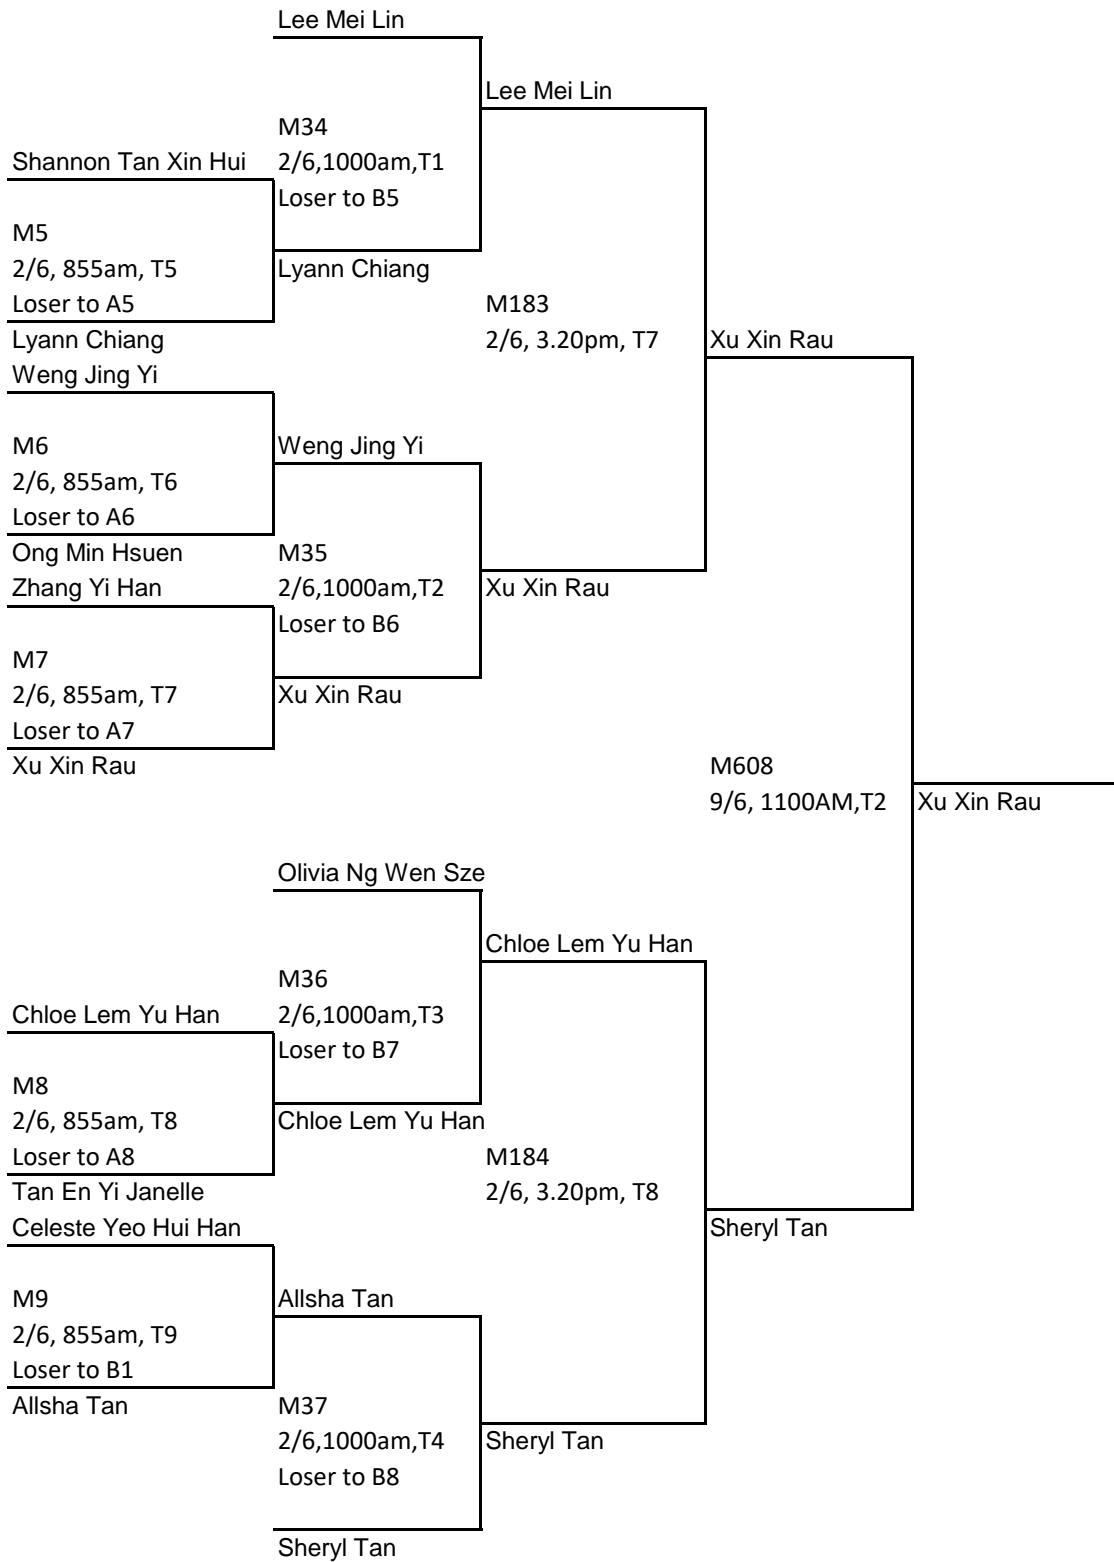 Lee Mei Lin
Lee Mei Lin
M34
Shannon Tan Xin Hui
2/6,1000am,T1
Loser to B5
M5
2/6, 855am, T5
Lyann Chiang
Loser to A5
M183
Lyann Chiang
2/6, 3.20pm, T7
Xu Xin Rau
Weng Jing Yi
M6
Weng Jing Yi
2/6, 855am, T6
Loser to A6
Ong Min Hsuen
M35
Zhang Yi Han
2/6,1000am,T2
Xu Xin Rau
Loser to B6
M7
2/6, 855am, T7
Xu Xin Rau
Loser to A7
Xu Xin Rau
M608
9/6, 1100AM,T2
Xu Xin Rau
Olivia Ng Wen Sze
Chloe Lem Yu Han
M36
Chloe Lem Yu Han
2/6,1000am,T3
Loser to B7
M8
2/6, 855am, T8
Chloe Lem Yu Han
Loser to A8
M184
Tan En Yi Janelle
2/6, 3.20pm, T8
Celeste Yeo Hui Han
Sheryl Tan
M9
Allsha Tan
2/6, 855am, T9
Loser to B1
Allsha Tan
M37
2/6,1000am,T4
Sheryl Tan
Loser to B8
Sheryl Tan